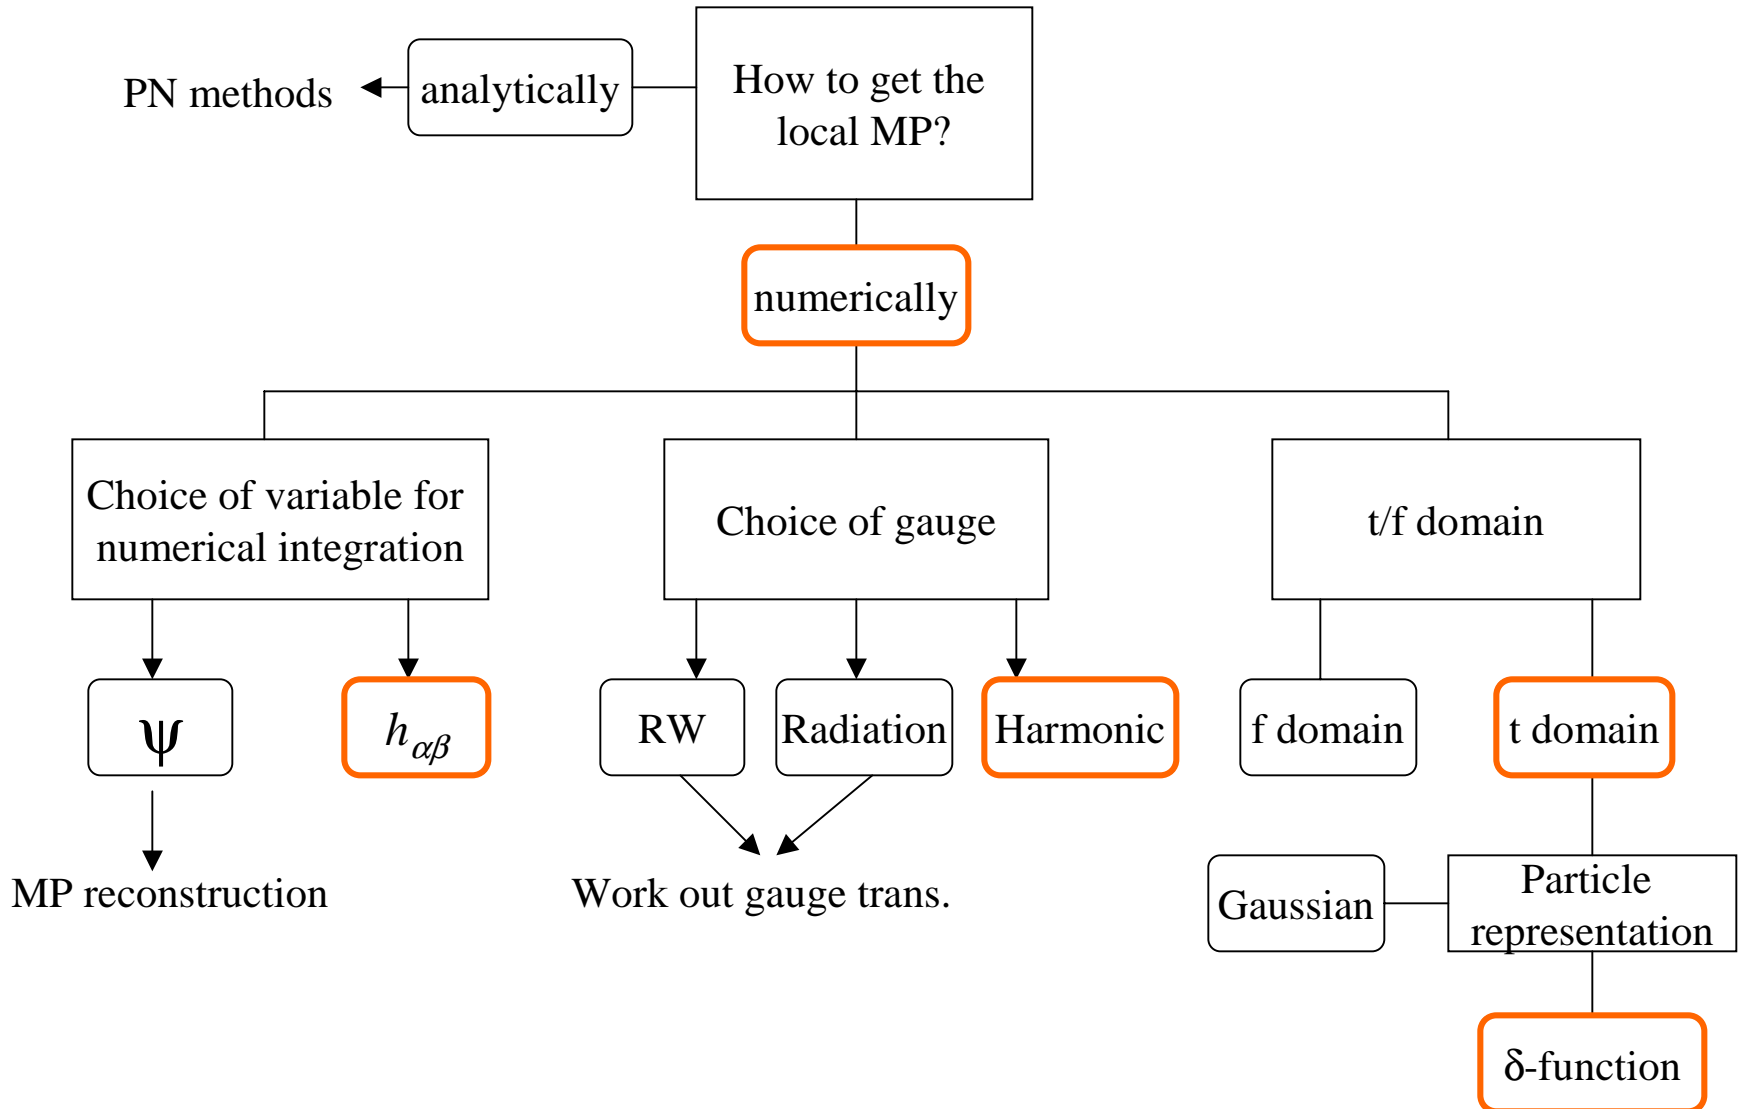 PN methods
analytically
How to get the
local MP?
numerically
Choice of variable for
numerical integration
Choice of gauge
t/f domain
ψ
hαβ
RW
Radiation
Harmonic
f domain
t domain
MP reconstruction
Work out gauge trans.
Gaussian
Particle
representation
δ-function